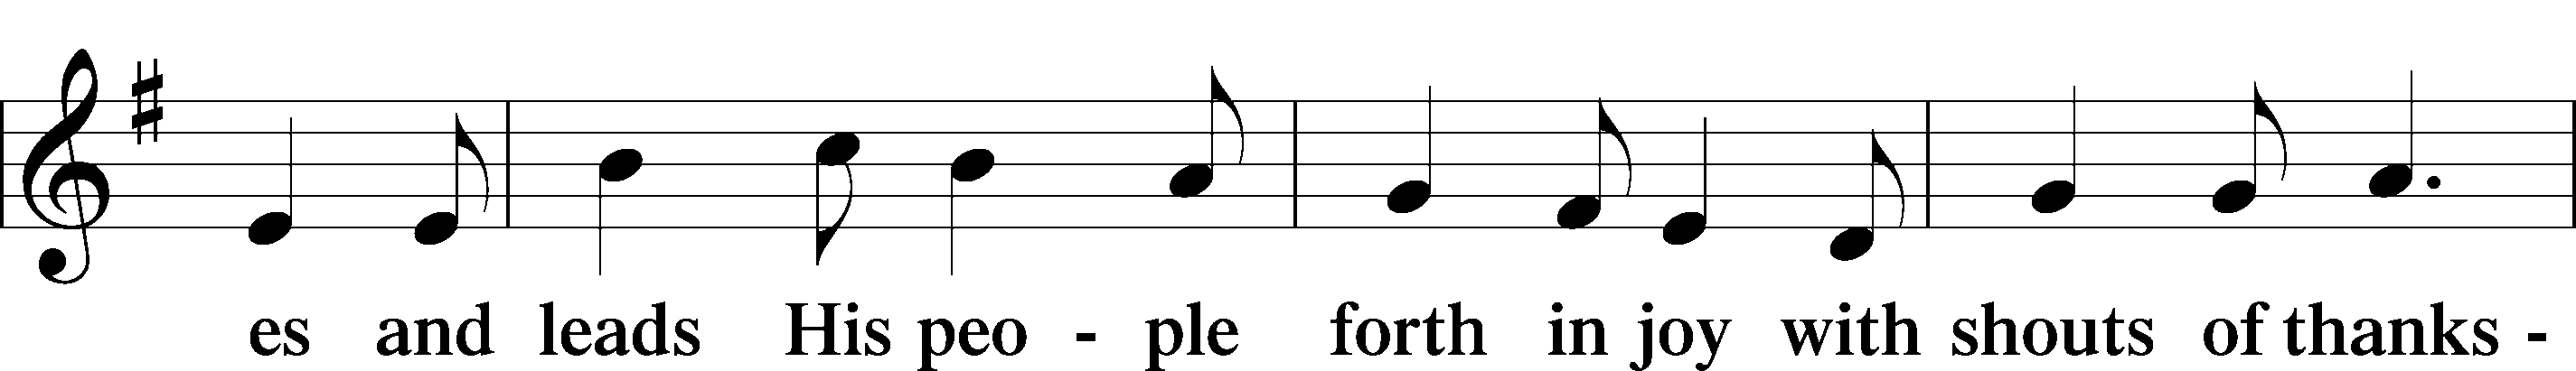 es and leads His peo - ple forth in joy with shouts of thanks -